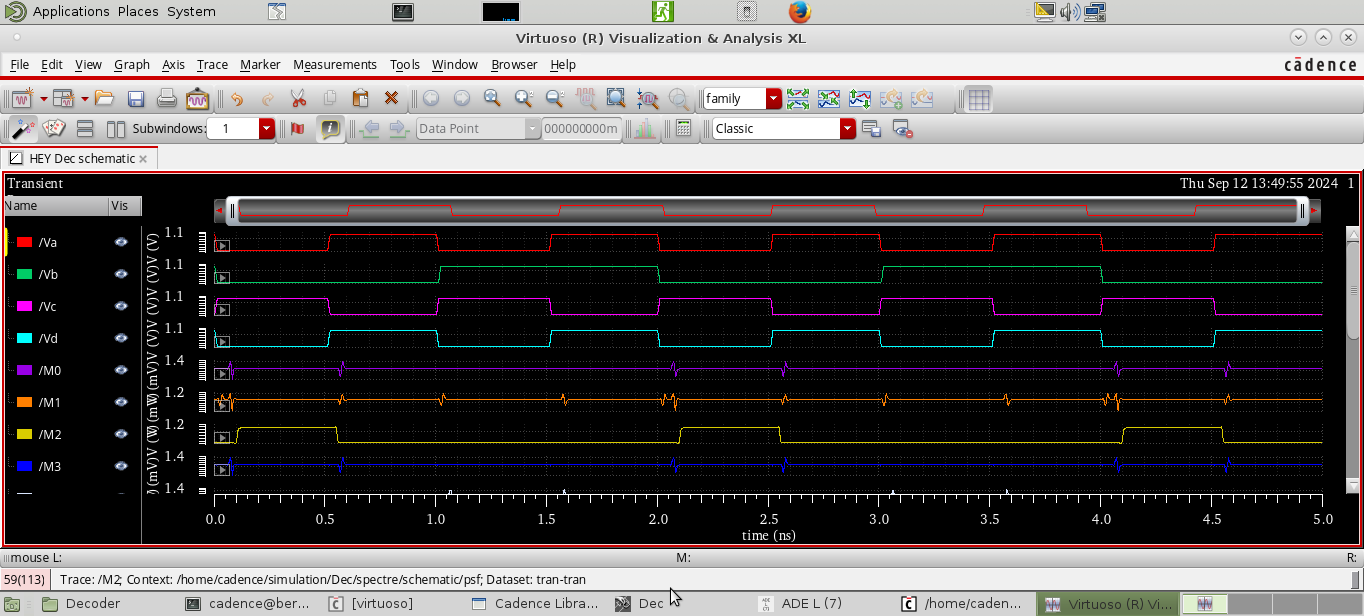 Applications Places System
Virtuoso (R) Visualization & Analysis XL
File Edit View Graph Axis Trace Marker Measurements Tools Window Browser Help
cādence
family
Subwindows: 1
Data Point
000000000m
Classic
HEY Dec schematic
Transient
Thu Sep 12 13:49:55 2024 1
Name Vis
/Va
/Vb
/Vc
/Vd
/M0
/M1
/M2
/M3
1.1
1.1
1.1
1.1
1.4
1.2
1.2
1.4
1.4
0.0 0.5 1.0 1.5 2.0 2.5 3.0 3.5 4.0 4.5 5.0
time (ns)
mouse L: M: R:
59(113) Trace: /M2; Context: /home/cadence/simulation/Dec/spectre/schematic/psf; Dataset: tran-tran
Decoder
cadence@ber...
[virtuoso]
Cadence Libra...
Dec
ADE L (7)
/home/caden...
Virtuoso (R) Vi...